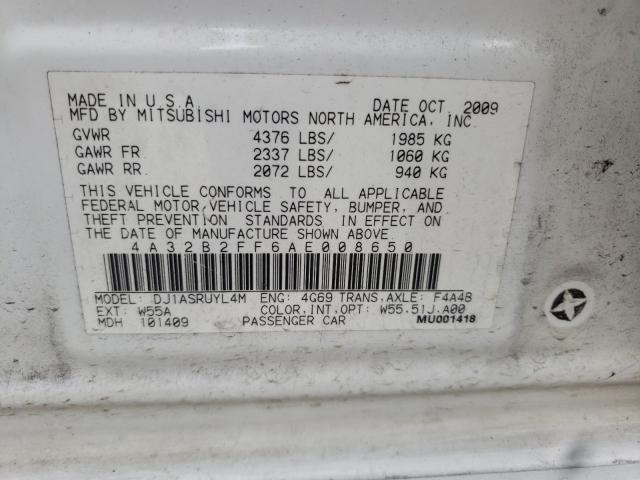 MADE IN U.S.A. DATE OCT. 2009
MFD BY MITSUBISHI MOTORS NORTH AMERICA, INC.
GVWR 4376 LBS/ 1985 KG
GAWR FR 2337 LBS/ 1060 KG
GAWR RR 2072 LBS/ 940 KG
THIS VEHICLE CONFORMS TO ALL APPLICABLE
FEDERAL MOTOR VEHICLE SAFETY, BUMPER, AND
THEFT PREVENTION STANDARDS IN EFFECT ON
THE DATE OF MANUFACTURE SHOWN ABOVE.
4A32B2FF6AE008650
MODEL: DJ1ASRUYL4M ENG: 4G69 TRANS.AXLE: F4A4B
EXT: W55A COLOR,INT,OPT: W55.51J.A00
MDH 101409 PASSENGER CAR MU001418